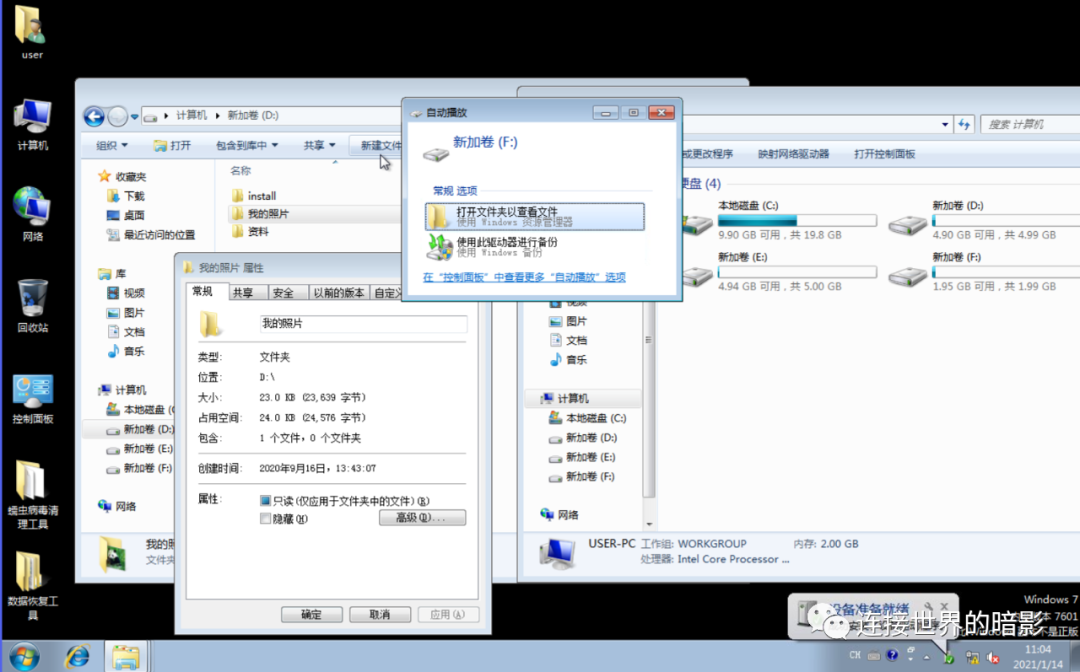 user
计算机
网络
回收站
控制面板
蠕虫病毒清
理工具
数据恢复工
具
计算机 新加卷 (D:)
组织 打开 包含到库中 共享 新建文件
收藏夹
下载
桌面
最近访问的位置
库
视频
图片
文档
音乐
计算机
本地磁盘 (
新加卷 (D:)
新加卷 (E:)
新加卷 (F:)
网络
名称
install
我的照片
资料
我的照片 属性
常规 共享 安全 以前的版本 自定义
我的照片
类型: 文件夹
位置: D:\
大小: 23.0 KB (23,639 字节)
占用空间: 24.0 KB (24,576 字节)
包含: 1 个文件，0 个文件夹
创建时间: 2020年9月16日，13:43:07
属性: 只读(仅应用于文件夹中的文件)(R)
隐藏(H) 高级(D)...
确定 取消 应用(A)
自动播放
新加卷 (F:)
常规 选项
打开文件夹以查看文件
使用 Windows 资源管理器
使用此驱动器进行备份
使用 Windows 备份
在“控制面板”中查看更多“自动播放”选项
搜索 计算机
或更改程序 映射网络驱动器 打开控制面板
硬盘 (4)
本地磁盘 (C:)
9.90 GB 可用，共 19.8 GB
新加卷 (D:)
4.90 GB 可用，共 4.99 GB
新加卷 (E:)
4.94 GB 可用，共 5.00 GB
新加卷 (F:)
1.95 GB 可用，共 1.99 GB
视频
图片
文档
音乐
计算机
本地磁盘 (C:)
新加卷 (D:)
新加卷 (E:)
新加卷 (F:)
网络
USER-PC 工作组: WORKGROUP 内存: 2.00 GB
处理器: Intel Core Processor ...
我的照
文件夹
设备准备就绪
Windows 7
7601
不是正版
连接世界的暗影
CK
11:04
2021/1/14